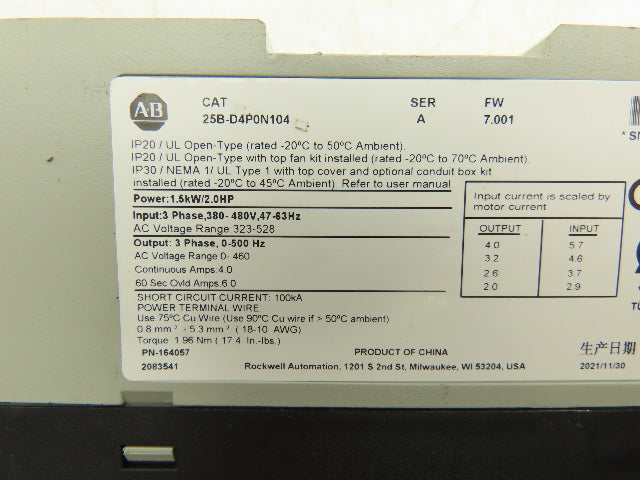 AB
CAT SER FW
25B-D4P0N104 A 7.001
IP20 / UL Open-Type (rated -20ºC to 50ºC Ambient).
IP20 / UL Open-Type with top fan kit installed (rated -20ºC to 70ºC Ambient).
IP30 / NEMA 1/ UL Type 1 with top cover and optional conduit box kit
installed (rated -20ºC to 45ºC Ambient) Refer to user manual
Power:1.5kW/2.0HP
Input:3 Phase,380- 480V,47-63Hz
AC Voltage Range 323-528
Output: 3 Phase, 0-500 Hz
AC Voltage Range 0- 460
Continuous Amps:4.0
60 Sec Ovld Amps:6.0
Input current is scaled by
motor current
OUTPUT INPUT
4.0 5.7
3.2 4.6
2.6 3.7
2.0 2.9
SHORT CIRCUIT CURRENT: 100kA
POWER TERMINAL WIRE:
Use 75ºC Cu Wire (Use 90ºC Cu wire if > 50ºC ambient)
0.8 mm² - 5.3 mm² ( 18-10 AWG)
Torque 1.96 Nm ( 17.4 In.-lbs.)
PN-164057 PRODUCT OF CHINA
2083541 Rockwell Automation, 1201 S 2nd St, Milwaukee, WI 53204, USA
生产日期
2021/11/30